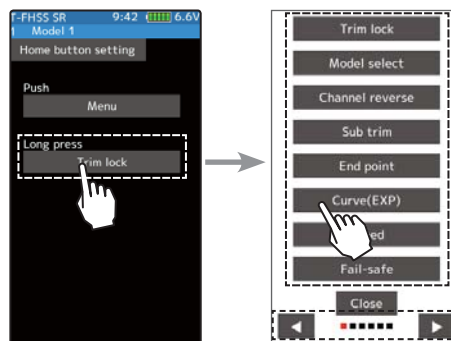 T-FHSS SR 9:42 6.6V
1 Model 1
Home button setting
Push
Menu
Long press
Trim lock
Trim lock
Model select
Channel reverse
Sub trim
End point
Curve(EXP)
Fail-safe
Close